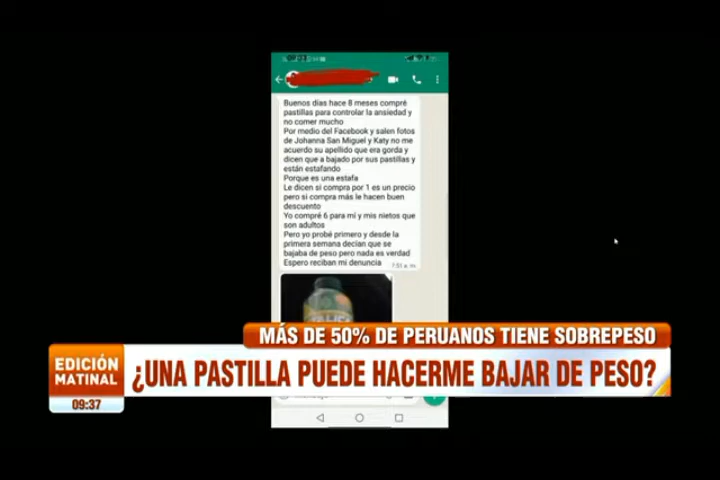 Buenos días hace 8 meses compré
pastillas para controlar la ansiedad y
no comer mucho
Por medio del Facebook y salen fotos
de Johanna San Miguel y Katy no me
acuerdo su apellido que era gorda y
dicen que a bajado por sus pastillas y
están estafando
Porque es una estafa
Le dicen si compra por 1 es un precio
pero si compra más le hacen buen
descuento
Yo compré 6 para mí y mis nietos que
son adultos
Pero yo probé primero y desde la
primera semana decían que se
bajaba de peso pero nada es verdad
Espero reciban mi denuncia
7:51 a. m.
MÁS DE 50% DE PERUANOS TIENE SOBREPESO
EDICIÓN
MATINAL
¿UNA PASTILLA PUEDE HACERME BAJAR DE PESO?
09:37